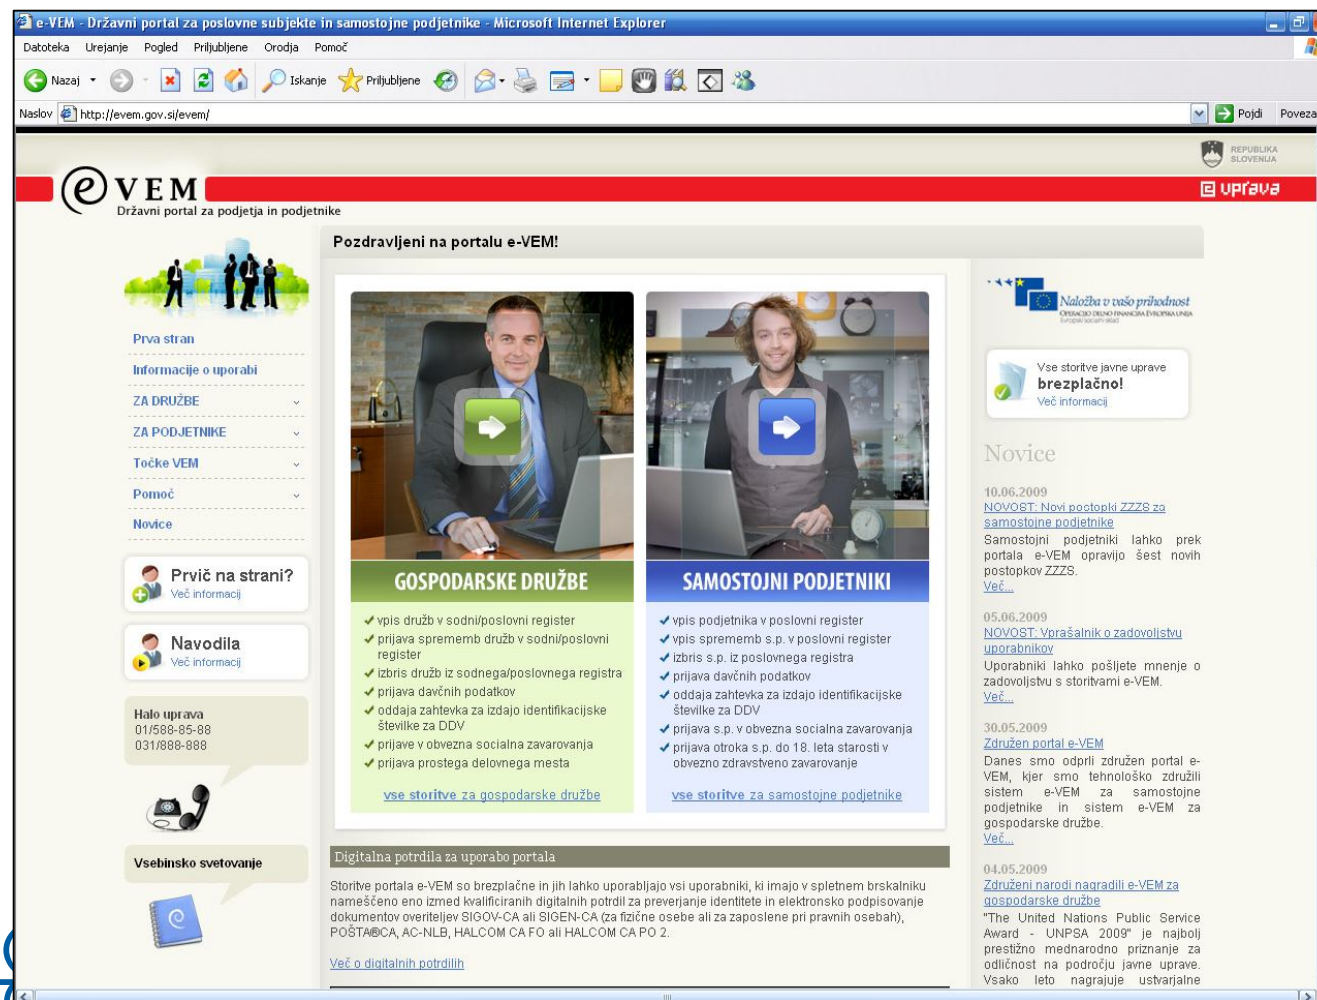 e-VEM - Državni portal za poslovne subjekte in samostojne podjetnike - Microsoft Internet Explorer
Datoteka Urejanje Pogled Priljubljene Orodja Pomoč
Nazaj Iskanje Priljubljene
Naslov http://evem.gov.si/evem/ Pojdi Poveza
REPUBLIKA
SLOVENIJA
e VEM
uprava
Državni portal za podjetja in podjetnike
Pozdravljeni na portalu e-VEM!
Prva stran
Informacije o uporabi
ZA DRUŽBE
ZA PODJETNIKE
Točke VEM
Pomoč
Novice
Prvič na strani?
Več informacij
Navodila
Več informacij
Halo uprava
01/588-85-88
031/888-888
Vsebinsko svetovanje
GOSPODARSKE DRUŽBE
vpis družb v sodni/poslovni register
prijava sprememb družb v sodni/poslovni
register
izbris družb iz sodnega/poslovnega registra
prijava davčnih podatkov
oddaja zahtevka za izdajo identifikacijske
številke za DDV
prijave v obvezna socialna zavarovanja
prijava prostega delovnega mesta
vse storitve za gospodarske družbe
SAMOSTOJNI PODJETNIKI
vpis podjetnika v poslovni register
vpis sprememb s.p. v poslovni register
izbris s.p. iz poslovnega registra
prijava davčnih podatkov
oddaja zahtevka za izdajo identifikacijske
številke za DDV
prijava s.p. v obvezna socialna zavarovanja
prijava otroka s.p. do 18. leta starosti v
obvezno zdravstveno zavarovanje
vse storitve za samostojne podjetnike
Digitalna potrdila za uporabo portala
Storitve portala e-VEM so brezplačne in jih lahko uporabljajo vsi uporabniki, ki imajo v spletnem brskalniku
nameščeno eno izmed kvalificiranih digitalnih potrdil za preverjanje identitete in elektronsko podpisovanje
dokumentov overiteljev SIGOV-CA ali SIGEN-CA (za fizične osebe ali za zaposlene pri pravnih osebah),
POŠTA®CA, AC-NLB, HALCOM CA FO ali HALCOM CA PO 2.
Več o digitalnih potrdilih
Naložba v vašo prihodnost
OPERACIJO DELNO FINANCIRA EVROPSKA UNIJA
Evropski socialni sklad
Vse storitve javne uprave
brezplačno!
Več informacij
Novice
10.06.2009
NOVOST: Novi postopki ZZZS za
samostojne podjetnike
Samostojni podjetniki lahko prek
portala e-VEM opravijo šest novih
postopkov ZZZS.
Več...
05.06.2009
NOVOST: Vprašalnik o zadovoljstvu
uporabnikov
Uporabniki lahko pošljete mnenje o
zadovoljstvu s storitvami e-VEM.
Več...
30.05.2009
Združen portal e-VEM
Danes smo odprli združen portal e-
VEM, kjer smo tehnološko združili
sistem e-VEM za samostojne
podjetnike in sistem e-VEM za
gospodarske družbe.
Več...
04.05.2009
Združeni narodi nagradili e-VEM za
gospodarske družbe
"The United Nations Public Service
Award - UNPSA 2009" je najbolj
prestižno mednarodno priznanje za
odličnost na področju javne uprave.
Vsako leto nagrajuje ustvarjalne